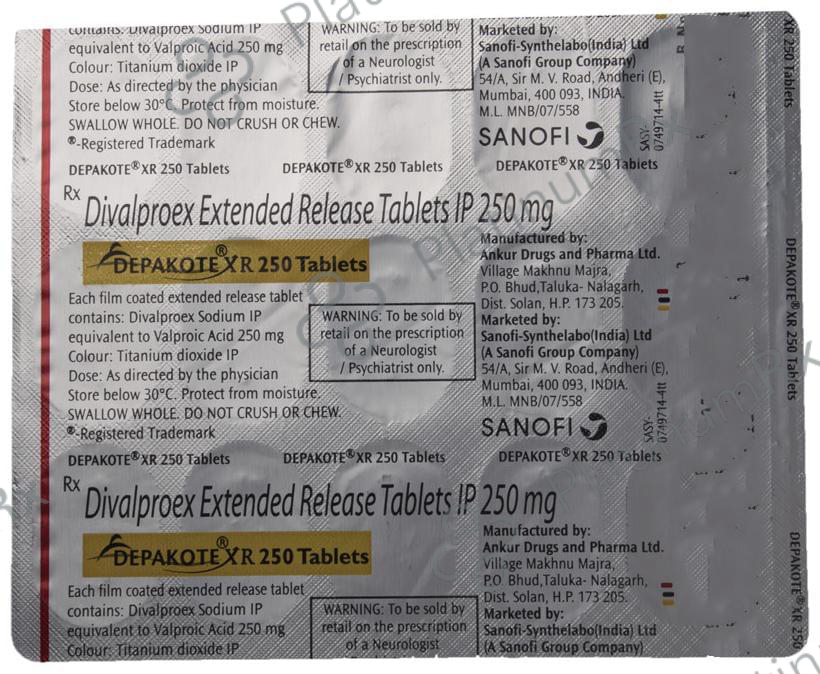 contains: Divalproex Sodium IP
equivalent to Valproic Acid 250 mg
Colour: Titanium dioxide IP
Dose: As directed by the physician
Store below 30°C. Protect from moisture.
SWALLOW WHOLE. DO NOT CRUSH OR CHEW.
®-Registered Trademark
WARNING: To be sold by
retail on the prescription
of a Neurologist
/ Psychiatrist only.
Marketed by:
Sanofi-Synthelabo(India) Ltd
(A Sanofi Group Company)
54/A, Sir M. V. Road, Andheri (E),
Mumbai, 400 093, INDIA.
M.L. MNB/07/558
SANOFI
SASY-
0749714-4tt
XR 250 Tablets
DEPAKOTE® XR 250 Tablets DEPAKOTE® XR 250 Tablets DEPAKOTE® XR 250 Tablets
Rx
Divalproex Extended Release Tablets IP 250 mg
DEPAKOTE® XR 250 Tablets
Each film coated extended release tablet
contains: Divalproex Sodium IP
equivalent to Valproic Acid 250 mg
Colour: Titanium dioxide IP
Dose: As directed by the physician
Store below 30°C. Protect from moisture.
SWALLOW WHOLE. DO NOT CRUSH OR CHEW.
®-Registered Trademark
WARNING: To be sold by
retail on the prescription
of a Neurologist
/ Psychiatrist only.
Manufactured by:
Ankur Drugs and Pharma Ltd.
Village Makhnu Majra,
P.O. Bhud,Taluka- Nalagarh,
Dist. Solan, H.P. 173 205.
Marketed by:
Sanofi-Synthelabo(India) Ltd
(A Sanofi Group Company)
54/A, Sir M. V. Road, Andheri (E),
Mumbai, 400 093, INDIA.
M.L. MNB/07/558
SANOFI
SASY-
0749714-4tt
DEPAKOTE® XR 250 Tablets
DEPAKOTE® XR 250 Tablets DEPAKOTE® XR 250 Tablets DEPAKOTE® XR 250 Tablets
Rx
Divalproex Extended Release Tablets IP 250 mg
DEPAKOTE® XR 250 Tablets
Each film coated extended release tablet
contains: Divalproex Sodium IP
equivalent to Valproic Acid 250 mg
Colour: Titanium dioxide IP
WARNING: To be sold by
retail on the prescription
of a Neurologist
Manufactured by:
Ankur Drugs and Pharma Ltd.
Village Makhnu Majra,
P.O. Bhud,Taluka- Nalagarh,
Dist. Solan, H.P. 173 205.
Marketed by:
Sanofi-Synthelabo(India) Ltd
(A Sanofi Group Company)
DEPAKOTE® XR 250
PlatinumRx